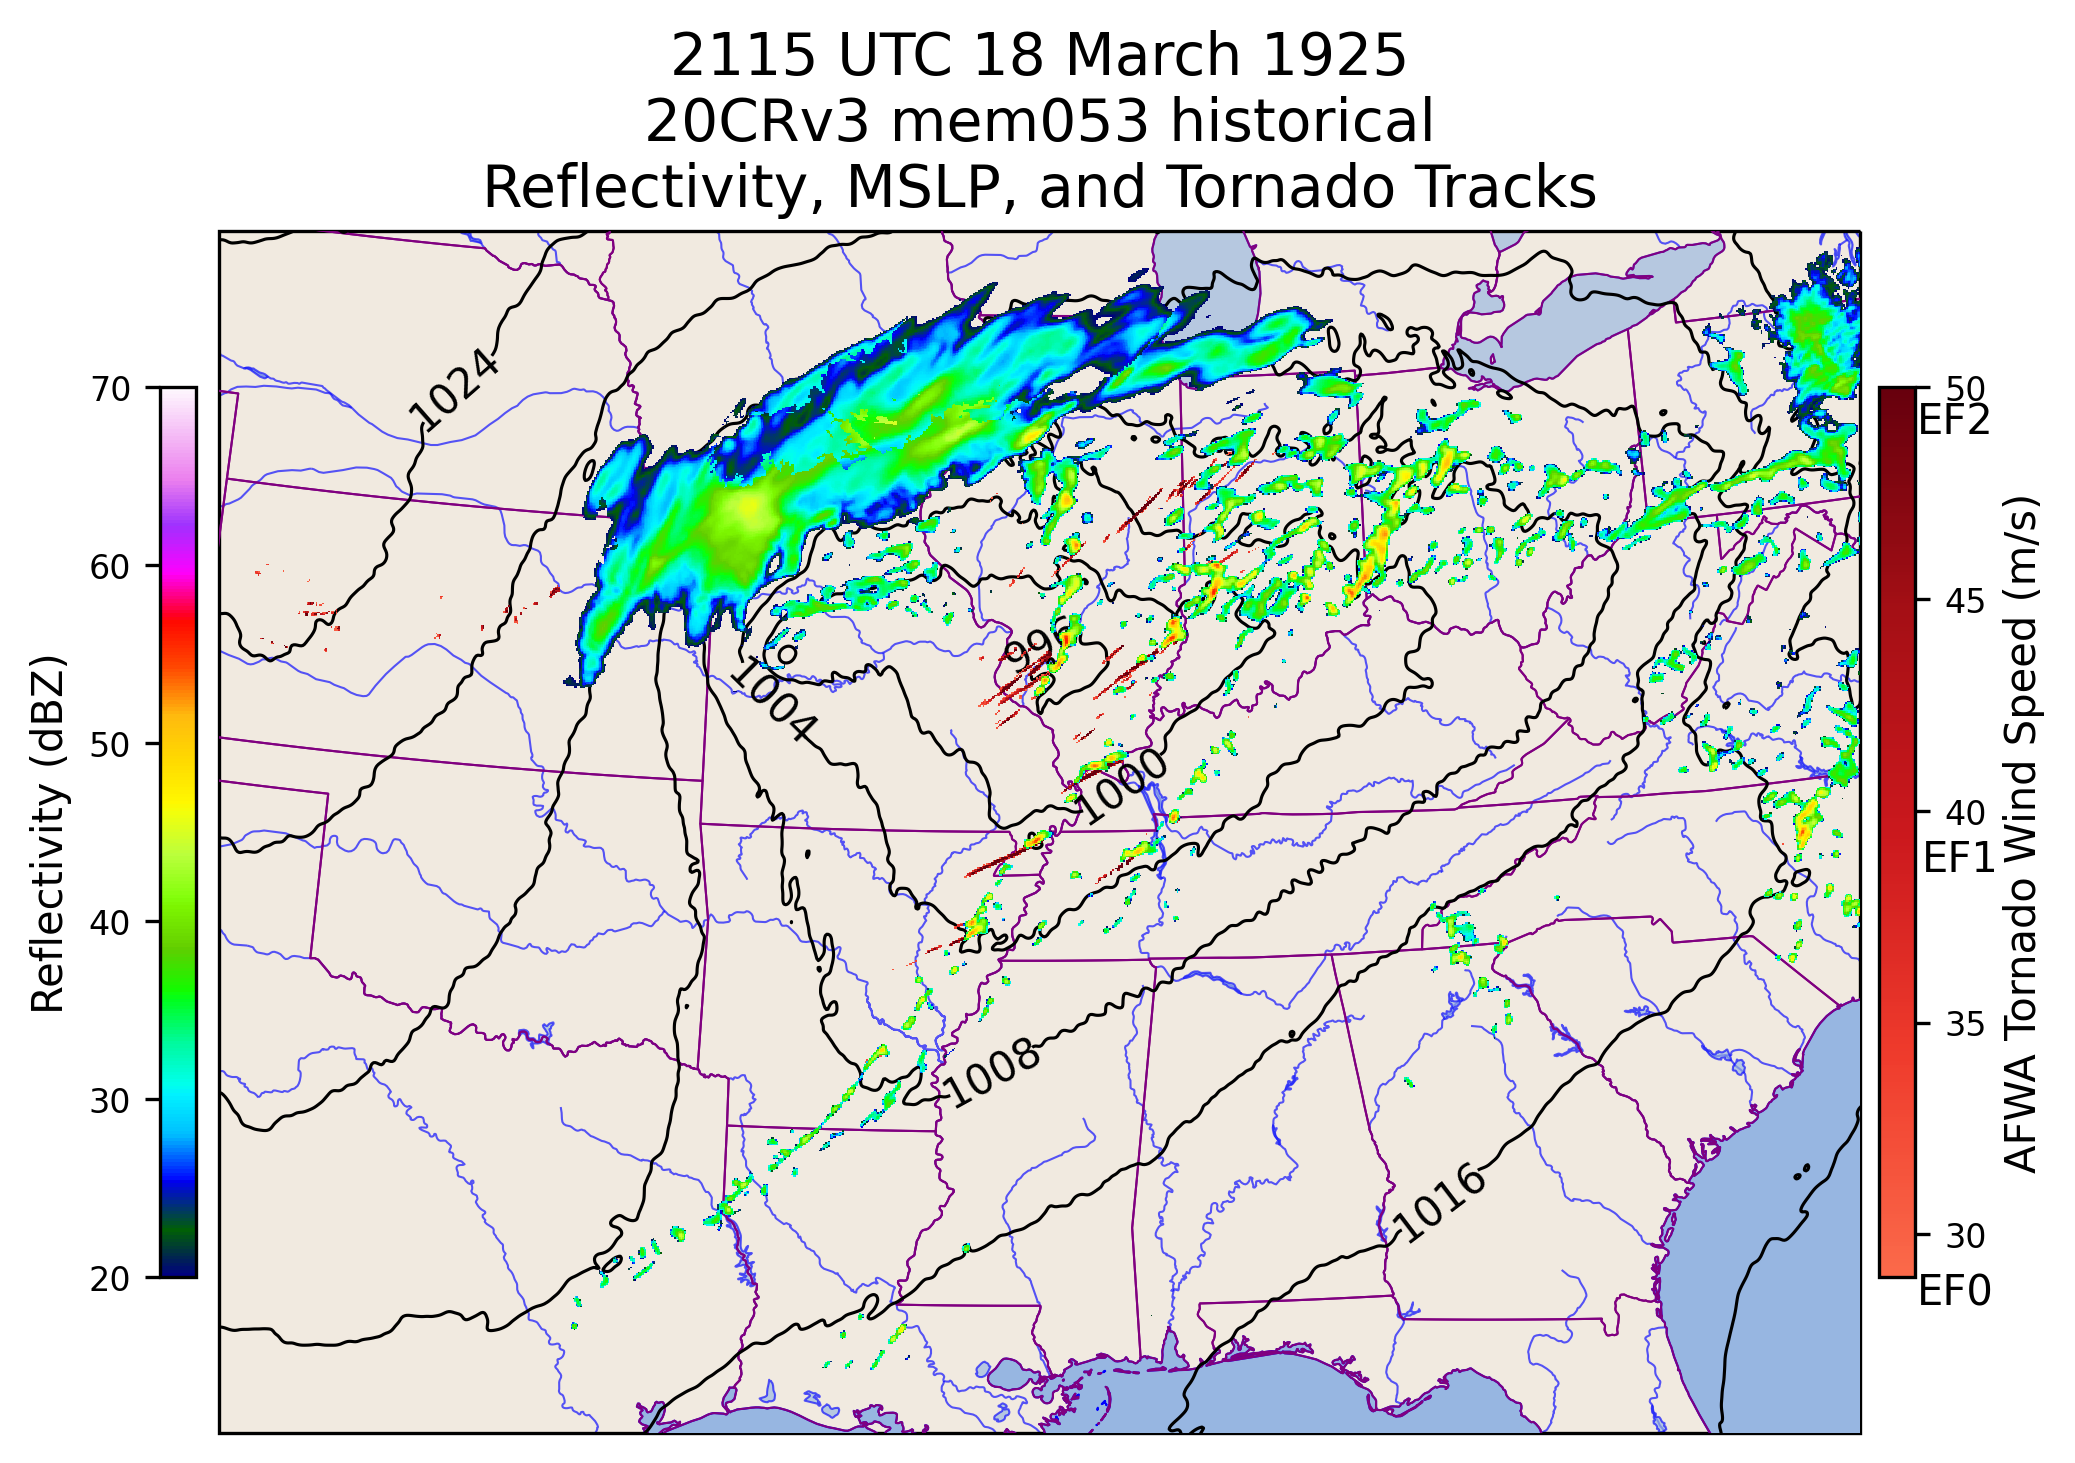 2115 UTC 18 March 1925
20CRv3 mem053 historical
Reflectivity, MSLP, and Tornado Tracks
1024
996
1004
1000
1008
1016
Reflectivity (dBZ)
70
60
50
40
30
20
50
EF2
45
40
EF1
35
30
EF0
AFWA Tornado Wind Speed (m/s)